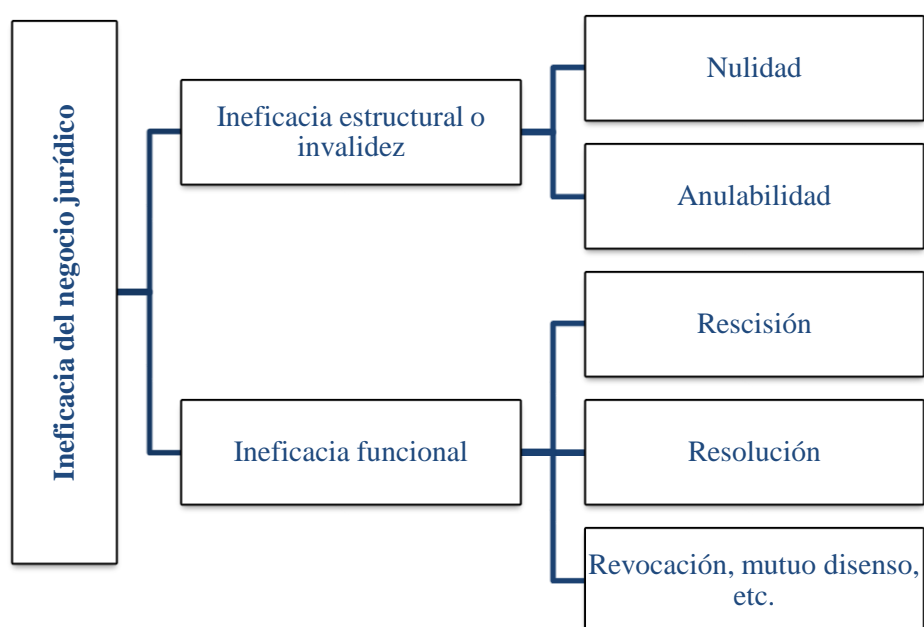 Ineficacia del negocio jurídico
Ineficacia estructural o
invalidez
Nulidad
Anulabilidad
Ineficacia funcional
Rescisión
Resolución
Revocación, mutuo disenso,
etc.